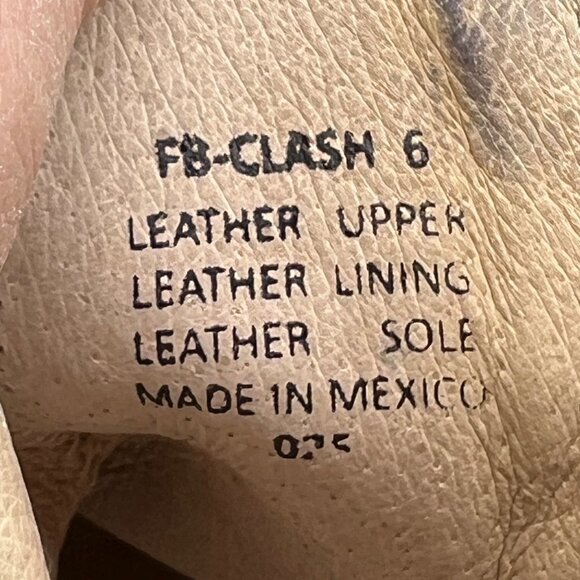 FB-CLASH 6
LEATHER UPPER
LEATHER LINING
LEATHER SOLE
MADE IN MEXICO